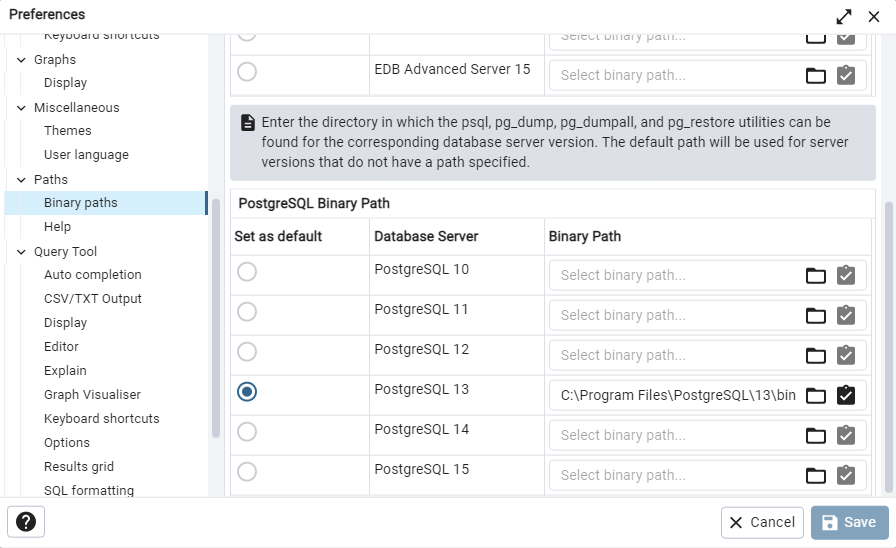 Preferences
Keyboard shortcuts
Graphs
Display
Miscellaneous
Themes
User language
Paths
Binary paths
Help
Query Tool
Auto completion
CSV/TXT Output
Display
Editor
Explain
Graph Visualiser
Keyboard shortcuts
Options
Results grid
SQL formatting
Select binary path...
EDB Advanced Server 15 Select binary path...
Enter the directory in which the psql, pg_dump, pg_dumpall, and pg_restore utilities can be
found for the corresponding database server version. The default path will be used for server
versions that do not have a path specified.
PostgreSQL Binary Path
Set as default Database Server Binary Path
PostgreSQL 10 Select binary path...
PostgreSQL 11 Select binary path...
PostgreSQL 12 Select binary path...
PostgreSQL 13 C:\Program Files\PostgreSQL\13\bin
PostgreSQL 14 Select binary path...
PostgreSQL 15 Select binary path...
Cancel Save